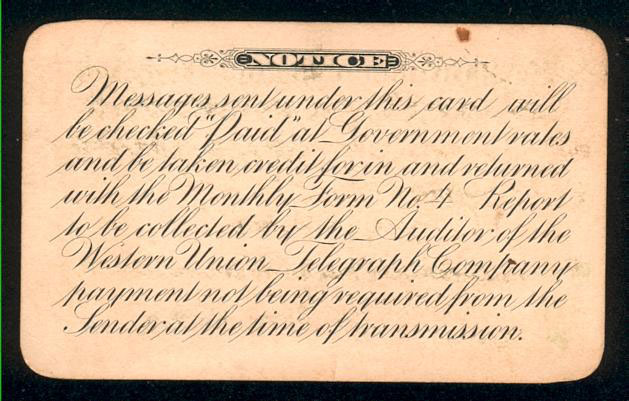 NOTICE
Messages sent under this card will
be checked "Paid" at Government rates
and be taken credit for in and returned
with the Monthly Form No. 4 Report
to be collected by the Auditor of the
Western Union Telegraph Company
payment not being required from the
Sender at the time of transmission.